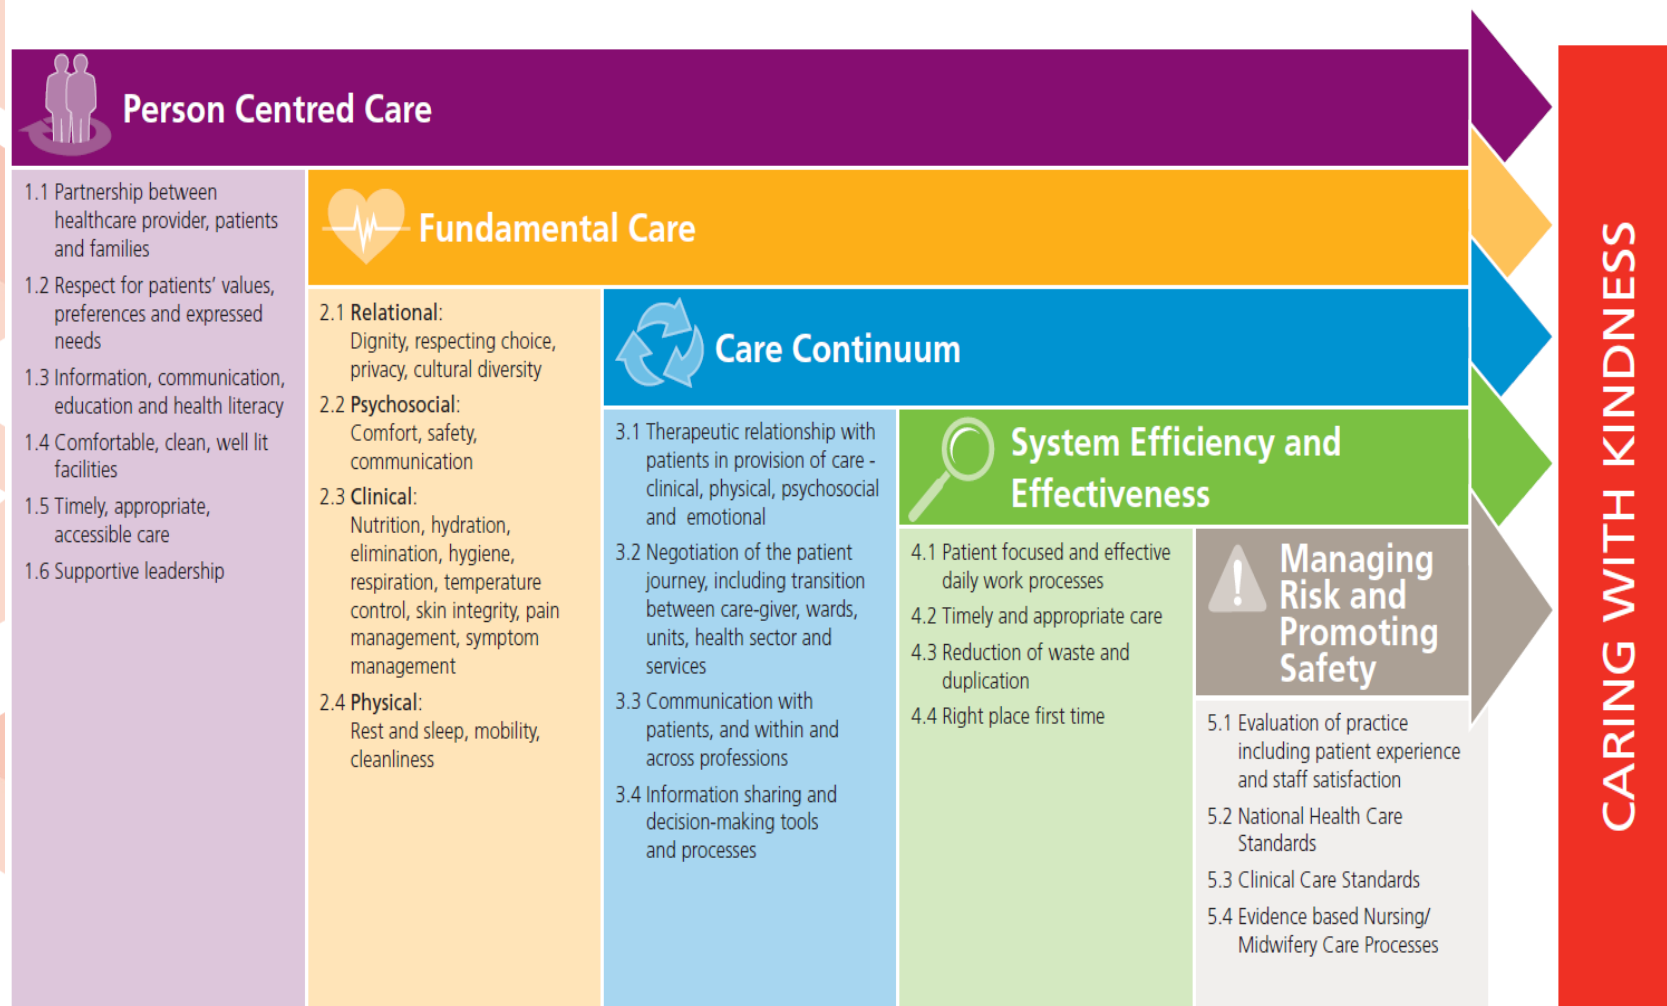 Person Centred Care
1.1 Partnership between
healthcare provider, patients
and families
1.2 Respect for patients’ values,
preferences and expressed
needs
1.3 Information, communication,
education and health literacy
1.4 Comfortable, clean, well lit
facilities
1.5 Timely, appropriate,
accessible care
1.6 Supportive leadership
Fundamental Care
2.1 Relational:
Dignity, respecting choice,
privacy, cultural diversity
2.2 Psychosocial:
Comfort, safety,
communication
2.3 Clinical:
Nutrition, hydration,
elimination, hygiene,
respiration, temperature
control, skin integrity, pain
management, symptom
management
2.4 Physical:
Rest and sleep, mobility,
cleanliness
Care Continuum
3.1 Therapeutic relationship with
patients in provision of care -
clinical, physical, psychosocial
and emotional
3.2 Negotiation of the patient
journey, including transition
between care-giver, wards,
units, health sector and
services
3.3 Communication with
patients, and within and
across professions
3.4 Information sharing and
decision-making tools
and processes
System Efficiency and
Effectiveness
4.1 Patient focused and effective
daily work processes
4.2 Timely and appropriate care
4.3 Reduction of waste and
duplication
4.4 Right place first time
Managing
Risk and
Promoting
Safety
5.1 Evaluation of practice
including patient experience
and staff satisfaction
5.2 National Health Care
Standards
5.3 Clinical Care Standards
5.4 Evidence based Nursing/
Midwifery Care Processes
CARING WITH KINDNESS